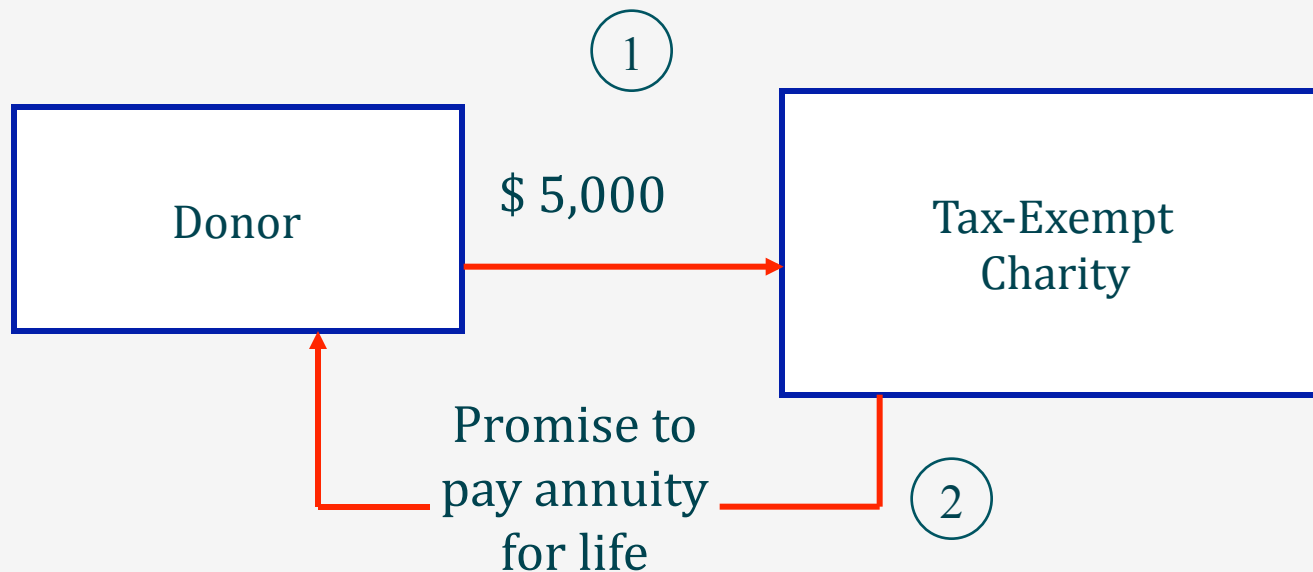 1
Donor
$ 5,000
Tax-Exempt
Charity
Promise to
pay annuity
for life
2